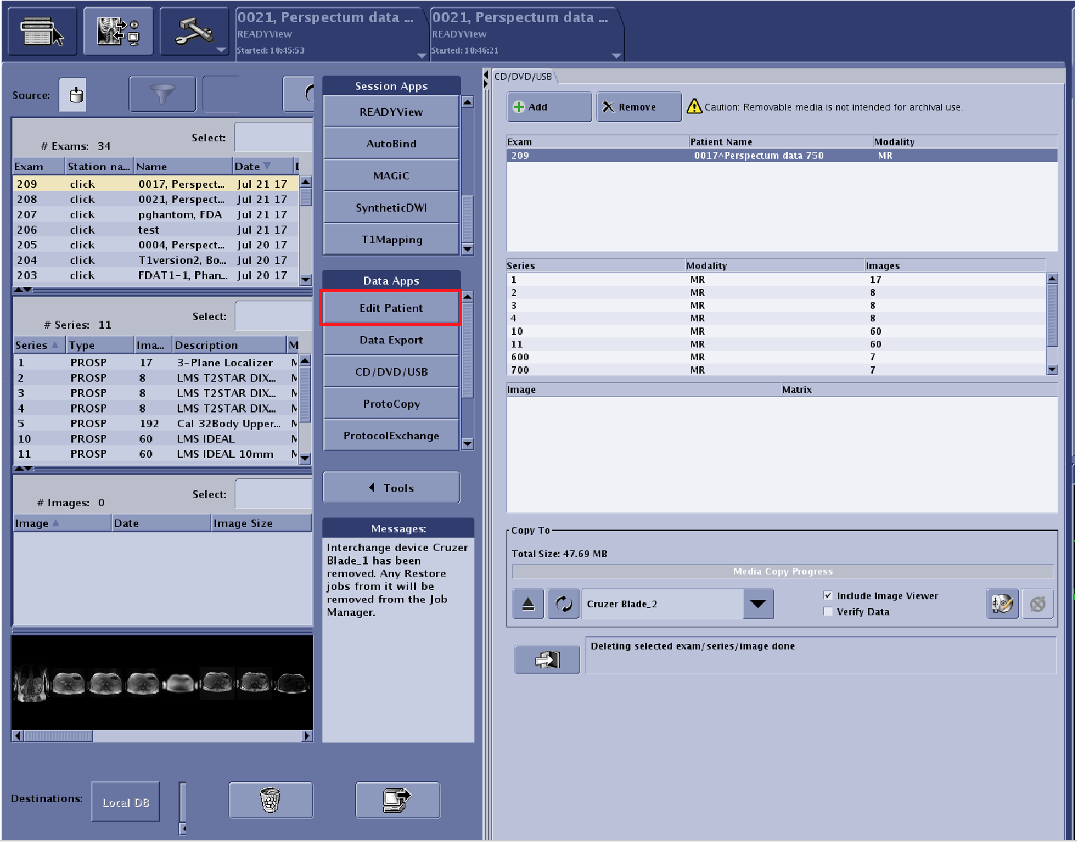 0021, Perspectum data ...
READYView
Started: 10:45:53
0021, Perspectum data ...
READYView
Started: 10:46:21
Source:
# Exams: 34
Select:
Exam Station na... Name Date
209 click 0017, Perspect... Jul 21 17
208 click 0021, Perspect... Jul 21 17
207 click pghantom, FDA Jul 21 17
206 click test Jul 21 17
205 click 0004, Perspect... Jul 20 17
204 click T1version2, Bo... Jul 20 17
203 click FDAT1-1, Phan... Jul 20 17
# Series: 11
Select:
Series Type Ima... Description M
1 PROSP 17 3-Plane Localizer
2 PROSP 8 LMS T2STAR DIX...
3 PROSP 8 LMS T2STAR DIX...
4 PROSP 8 LMS T2STAR DIX...
5 PROSP 192 Cal 32Body Upper...
10 PROSP 60 LMS IDEAL
11 PROSP 60 LMS IDEAL 10mm
# Images: 0
Select:
Image Date Image Size
Destinations:
Local DB
Session Apps
READYView
AutoBind
MAGiC
SyntheticDWI
T1Mapping
Data Apps
Edit Patient
Data Export
CD/DVD/USB
ProtoCopy
ProtocolExchange
Tools
Messages:
Interchange device Cruzer
Blade_1 has been
removed. Any Restore
jobs from it will be
removed from the Job
Manager.
CD/DVD/USB
Add
Remove
Caution: Removable media is not intended for archival use.
Exam Patient Name Modality
209 0017^Perspectum data 750 MR
Series Modality Images
1 MR 17
2 MR 8
3 MR 8
4 MR 8
10 MR 60
11 MR 60
600 MR 7
700 MR 7
Image Matrix
Copy To
Total Size: 47.69 MB
Media Copy Progress
Cruzer Blade_2
Include Image Viewer
Verify Data
Deleting selected exam/series/image done